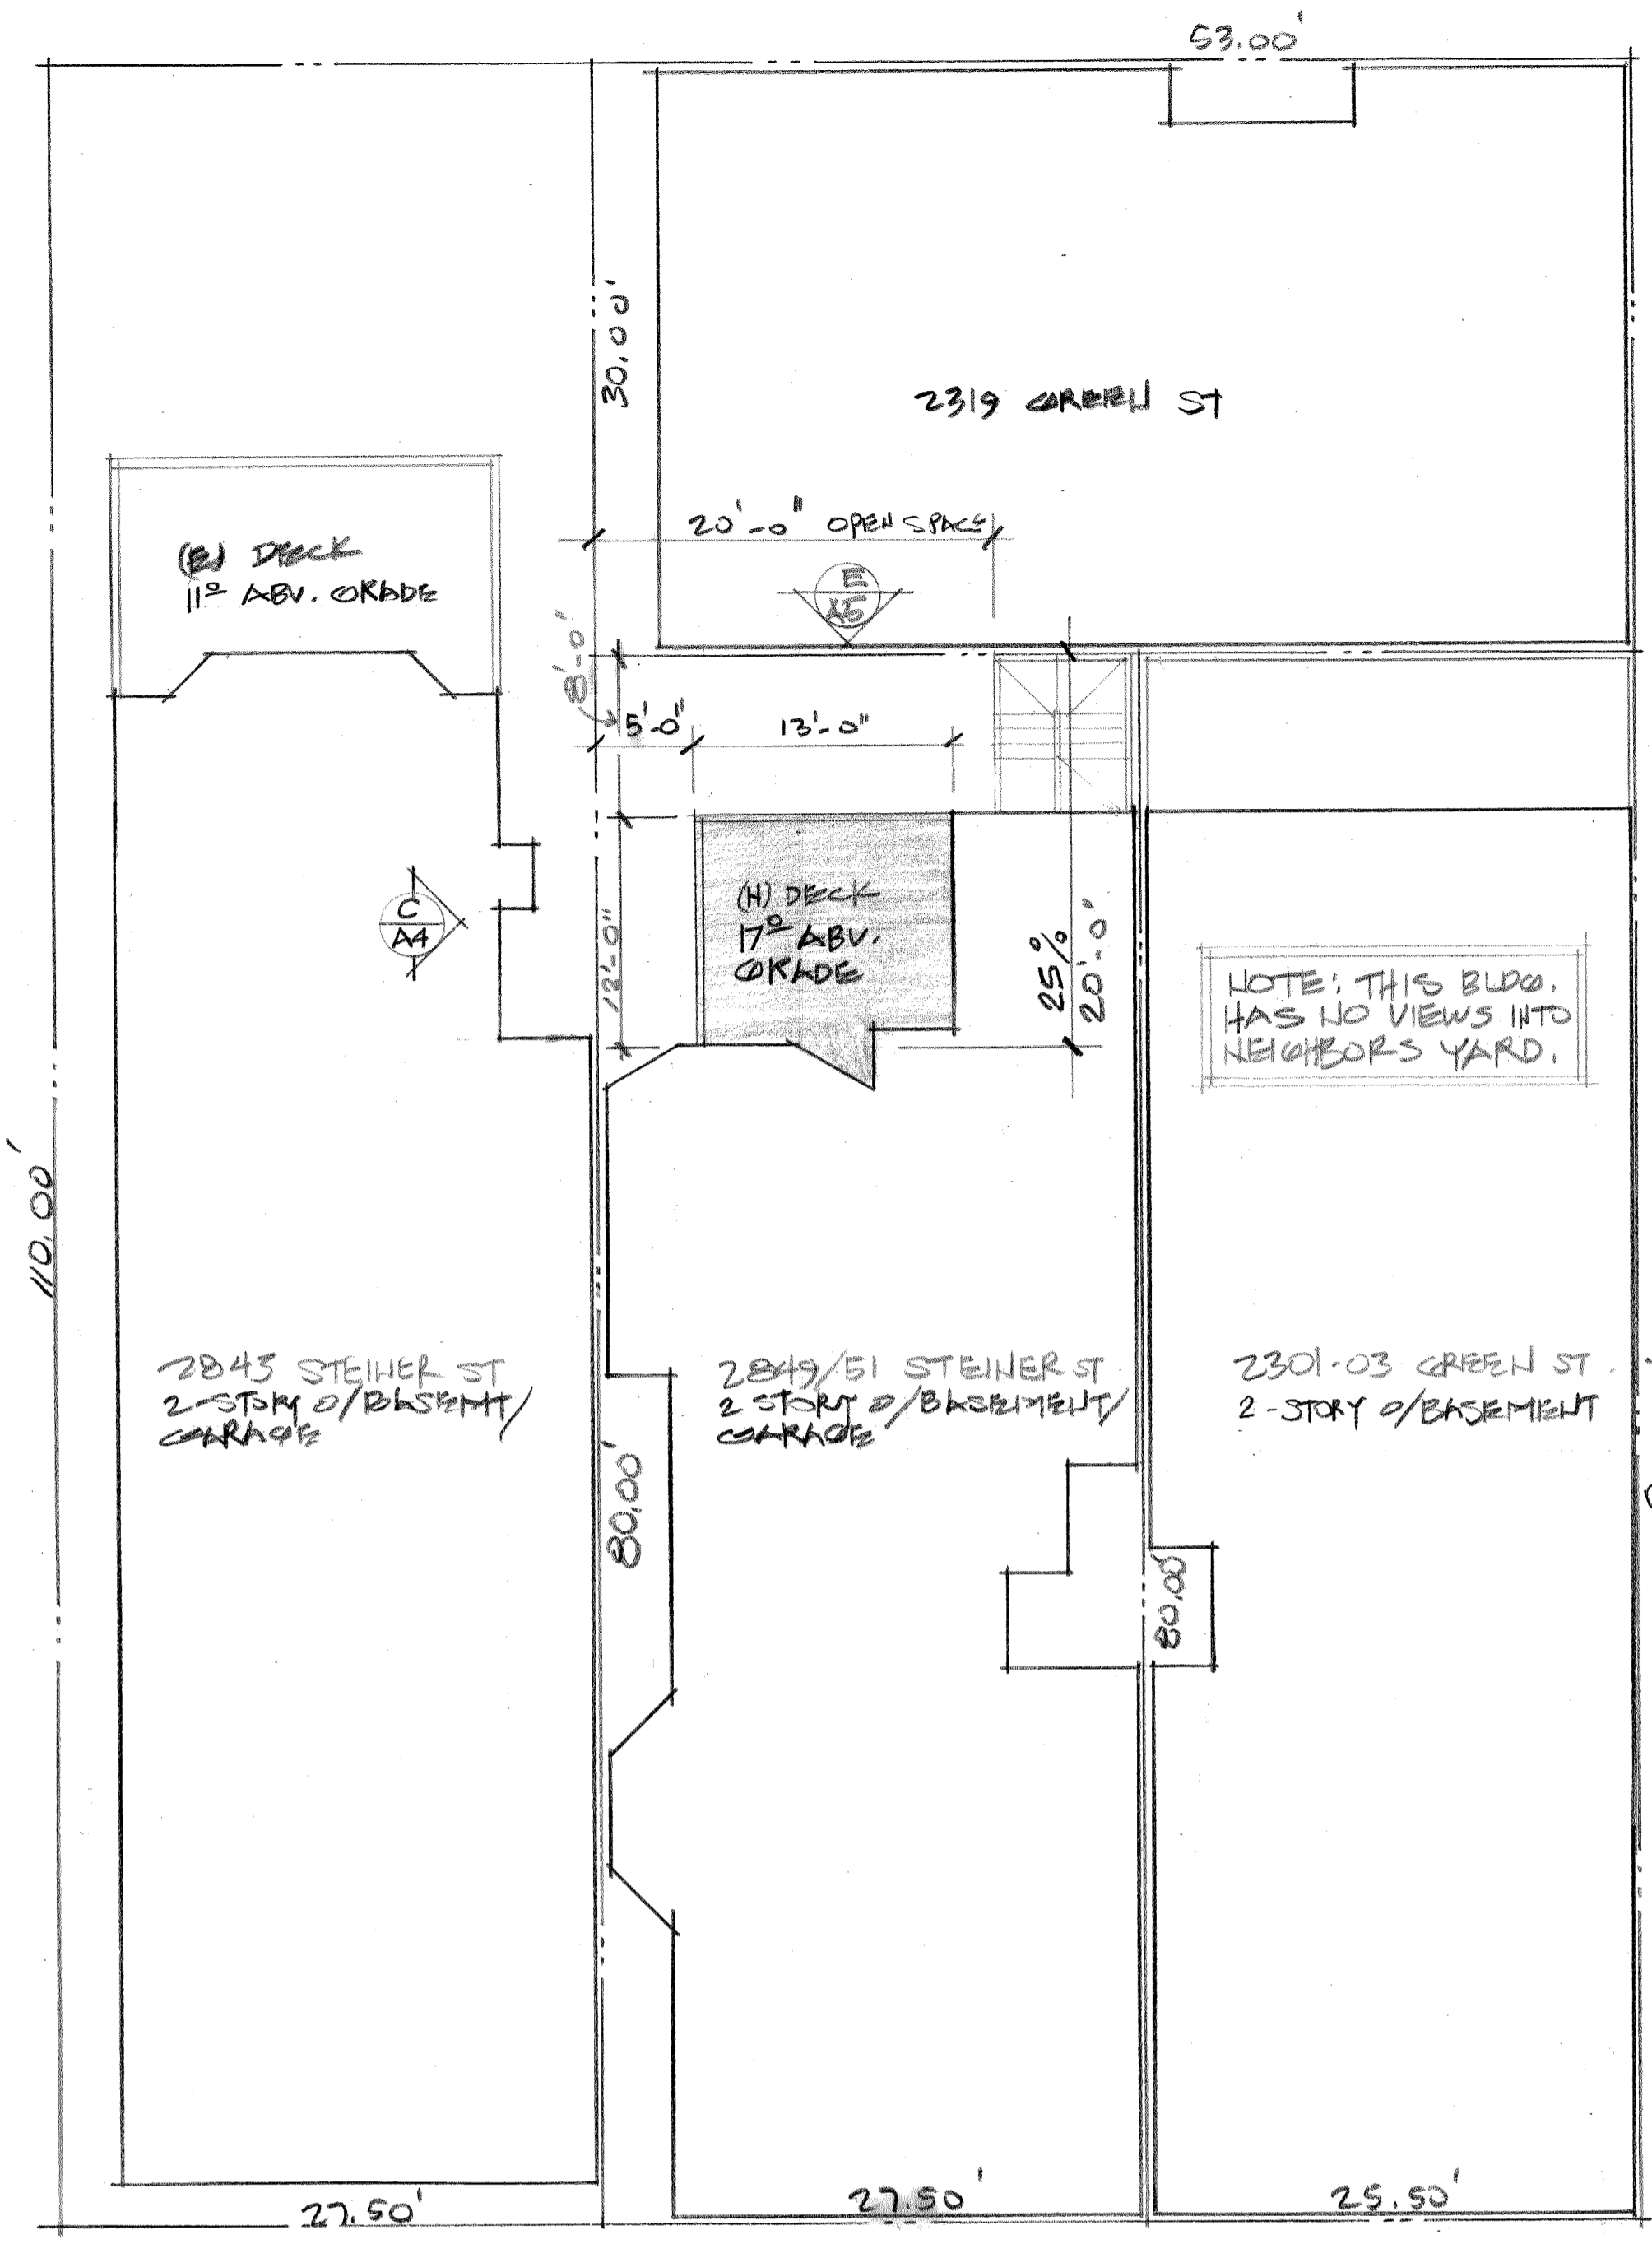 53.00'
30.00'
2319 GREEN ST
20'-0" OPEN SPACE
E
A5
(E) DECK
11⁰ ABV. GRADE
8'-0'
5'-0"
13'-0"
(N) DECK
17⁰ ABV.
GRADE
12'-0"
25%
20'-0"
C
A4
NOTE: THIS BLDG.
HAS NO VIEWS INTO
NEIGHBORS YARD.
110.00'
2843 STEINER ST
2-STORY O/BASEMT/
GARAGE
2849/51 STEINER ST
2 STORY O/BASEMENT/
GARAGE
2301-03 GREEN ST.
2-STORY O/BASEMENT
80.00'
80.00'
27.50'
27.50'
25.50'